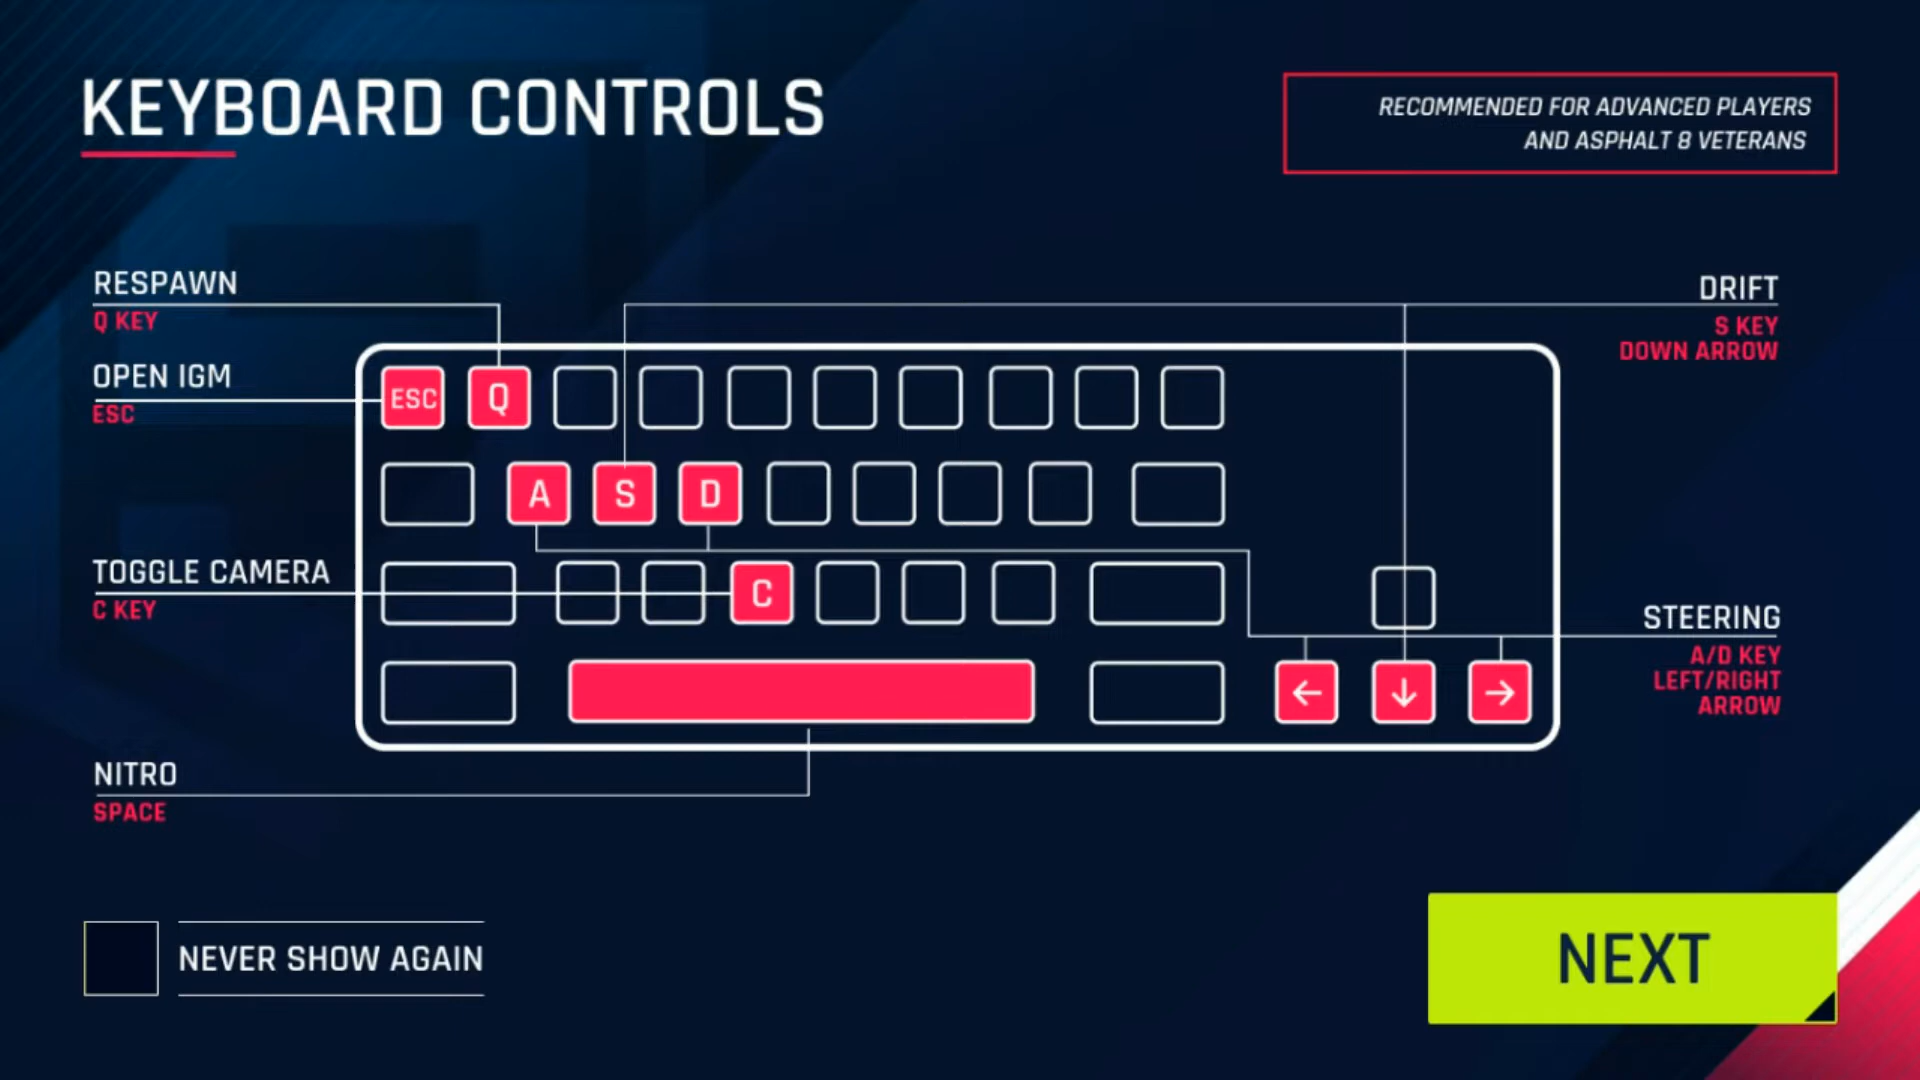 KEYBOARD CONTROLS
RECOMMENDED FOR ADVANCED PLAYERS
AND ASPHALT 8 VETERANS
RESPAWN
Q KEY
OPEN IGM
ESC
TOGGLE CAMERA
C KEY
NITRO
SPACE
ESC Q
A S D
C
← ↓ →
DRIFT
S KEY
DOWN ARROW
STEERING
A/D KEY
LEFT/RIGHT
ARROW
NEVER SHOW AGAIN
NEXT